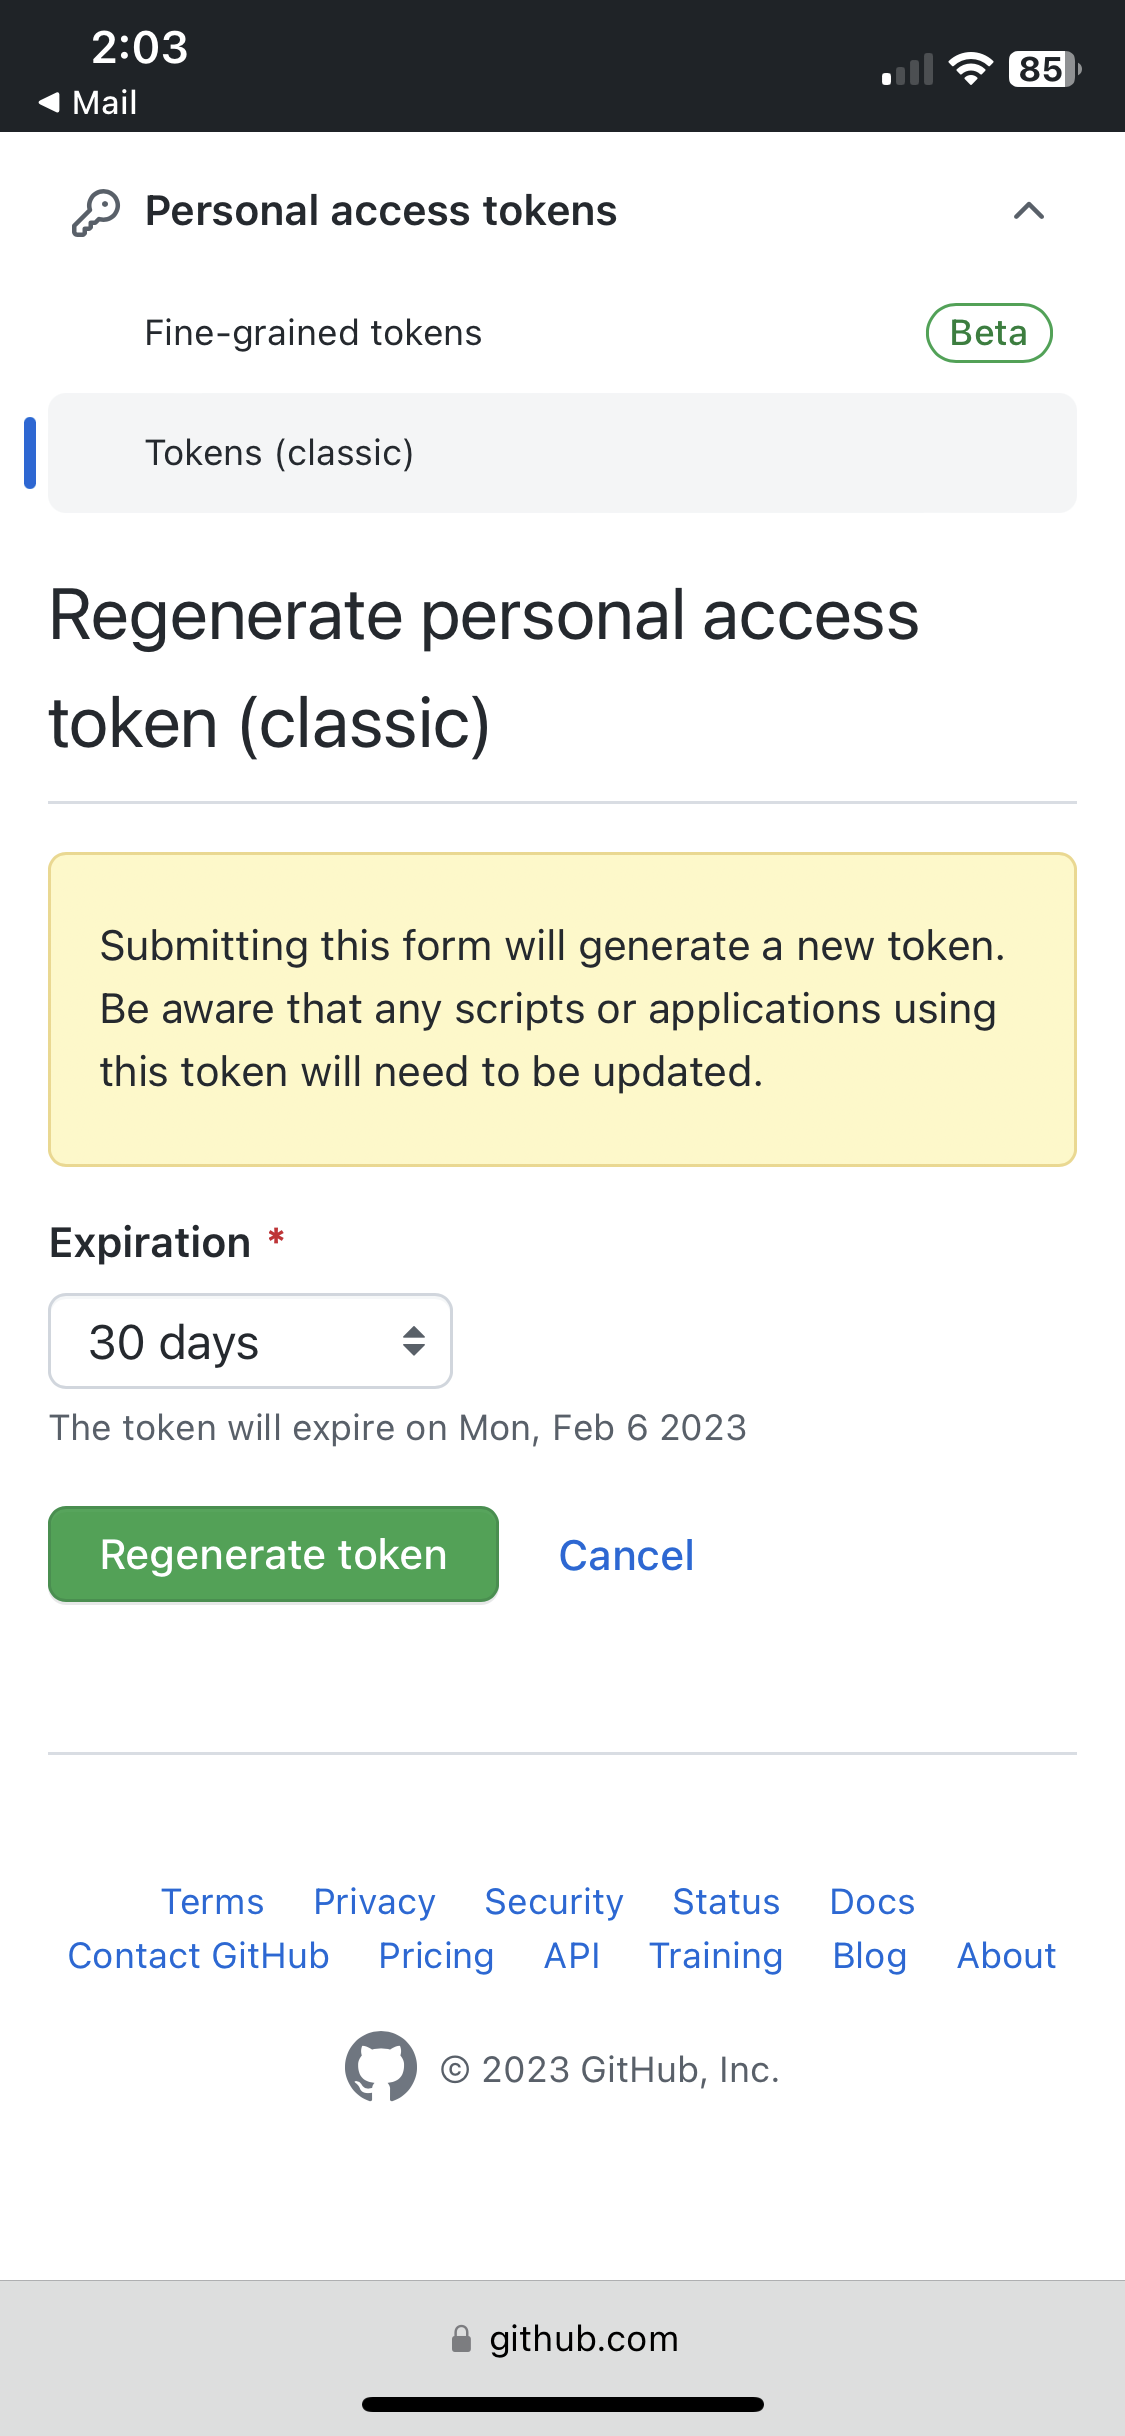 2:03
85
◀ Mail
Personal access tokens
Fine-grained tokens
Beta
Tokens (classic)
Regenerate personal access
token (classic)
Submitting this form will generate a new token.
Be aware that any scripts or applications using
this token will need to be updated.
Expiration *
30 days
The token will expire on Mon, Feb 6 2023
Regenerate token
Cancel
Terms Privacy Security Status Docs
Contact GitHub Pricing API Training Blog About
© 2023 GitHub, Inc.
github.com